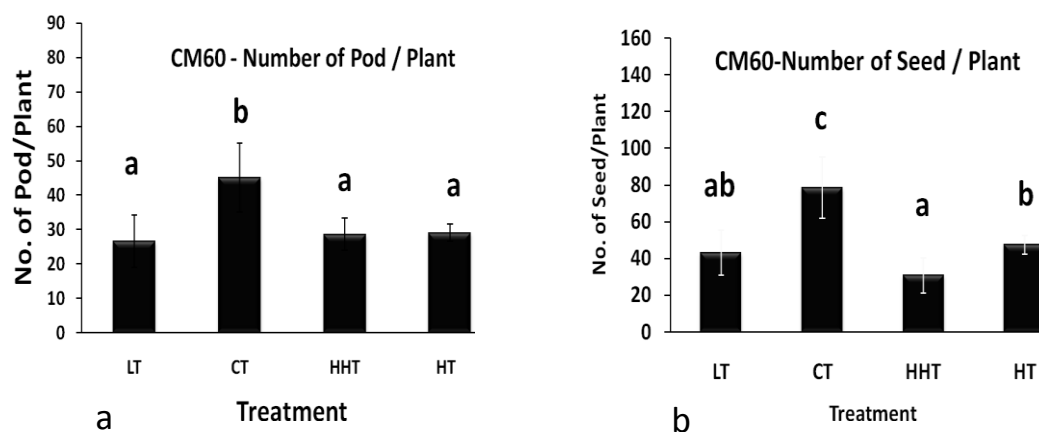 CM60 - Number of Pod / Plant
No. of Pod/Plant
90
80
70
60
50
40
30
20
10
0
a
b
a
a
LT CT HHT HT
Treatment
a
CM60-Number of Seed / Plant
No. of Seed/Plant
160
140
120
100
80
60
40
20
0
ab
c
a
b
LT CT HHT HT
Treatment
b